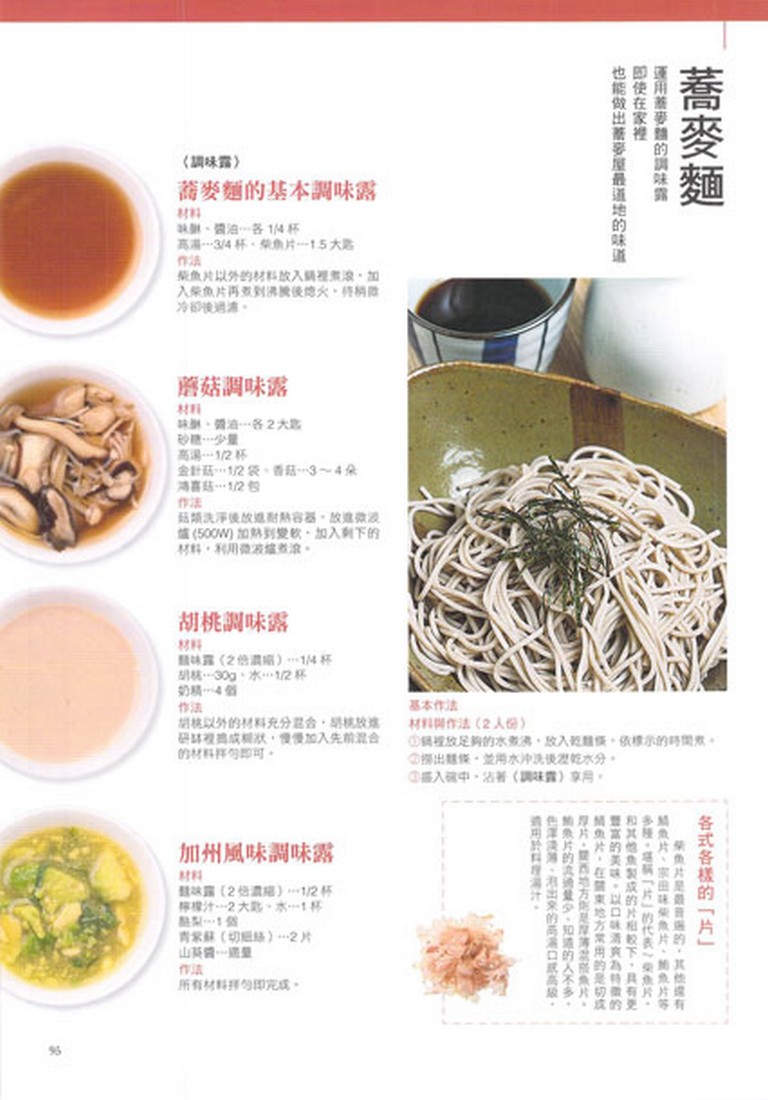 蕎麥麵
運用蕎麥麵的調味露
即使在家裡
也能做出蕎麥屋最道地的味道
〈調味露〉
蕎麥麵的基本調味露
材料
味醂、醬油…各 1/4 杯
高湯…3/4 杯、柴魚片…1.5 大匙
作法
柴魚片以外的材料放入鍋裡煮滾，加
入柴魚片再煮到沸騰後熄火，待稍微
冷卻後過濾。
蘑菇調味露
材料
味醂、醬油…各 2 大匙
砂糖…少量
高湯…1/2 杯
金針菇…1/2 袋、香菇…3～4 朵
鴻喜菇…1/2 包
作法
菇類洗淨後放進耐熱容器，放進微波
爐 (500W) 加熱到變軟，加入剩下的
材料，利用微波爐煮滾。
胡桃調味露
材料
麵味露（2 倍濃縮）…1/4 杯
胡桃…30g、水…1/2 杯
奶精…4 個
作法
胡桃以外的材料充分混合，胡桃放進
研缽裡搗成糊狀，慢慢加入先前混合
的材料拌勻即可。
加州風味調味露
材料
麵味露（2 倍濃縮）…1/2 杯
檸檬汁…2 大匙、水…1 杯
酪梨…1 個
青紫蘇（切細絲）…2 片
山葵醬…適量
作法
所有材料拌勻即完成。
基本作法
材料與作法（2 人份）
①鍋裡放足夠的水煮沸，放入乾麵條，依標示的時間煮。
②撈出麵條，並用水沖洗後瀝乾水分。
③盛入碗中，沾著〈調味露〉享用。
各式各樣的「片」
柴魚片是最普遍的，其他還有
鯖魚片、宗田味柴魚片、鮪魚片等
多種。堪稱「片」的代表～柴魚片，
和其他魚製成的片相較下，具有更
豐富的美味。以口味清爽為特徵的
鯖魚片，在關東地方常用的是切成
厚片，關西地方則是厚薄混搭魚片。
鮪魚片的流通量少，知道的人不多，
色澤淺薄、泡出來的高湯口感高級，
適用於料理湯汁。
95